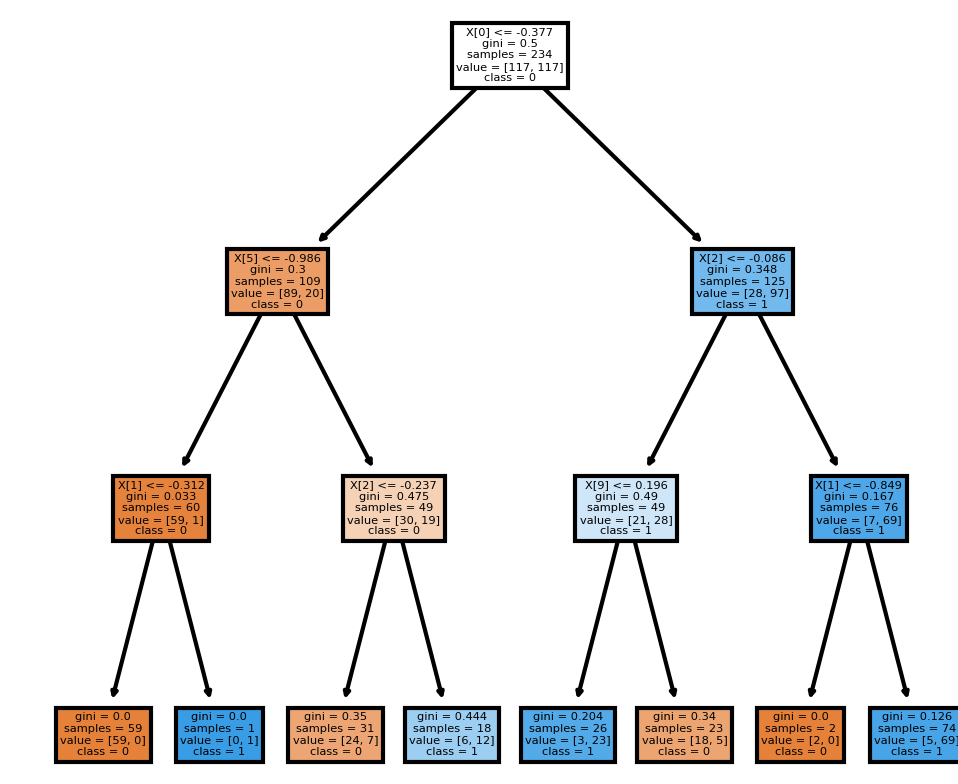 X[0] <= -0.377
gini = 0.5
samples = 234
value = [117, 117]
class = 0
X[5] <= -0.986
gini = 0.3
samples = 109
value = [89, 20]
class = 0
X[2] <= -0.086
gini = 0.348
samples = 125
value = [28, 97]
class = 1
X[1] <= -0.312
gini = 0.033
samples = 60
value = [59, 1]
class = 0
X[2] <= -0.237
gini = 0.475
samples = 49
value = [30, 19]
class = 0
X[9] <= 0.196
gini = 0.49
samples = 49
value = [21, 28]
class = 1
X[1] <= -0.849
gini = 0.167
samples = 76
value = [7, 69]
class = 1
gini = 0.0
samples = 59
value = [59, 0]
class = 0
gini = 0.0
samples = 1
value = [0, 1]
class = 1
gini = 0.35
samples = 31
value = [24, 7]
class = 0
gini = 0.444
samples = 18
value = [6, 12]
class = 1
gini = 0.204
samples = 26
value = [3, 23]
class = 1
gini = 0.34
samples = 23
value = [18, 5]
class = 0
gini = 0.0
samples = 2
value = [2, 0]
class = 0
gini = 0.126
samples = 74
value = [5, 69]
class = 1